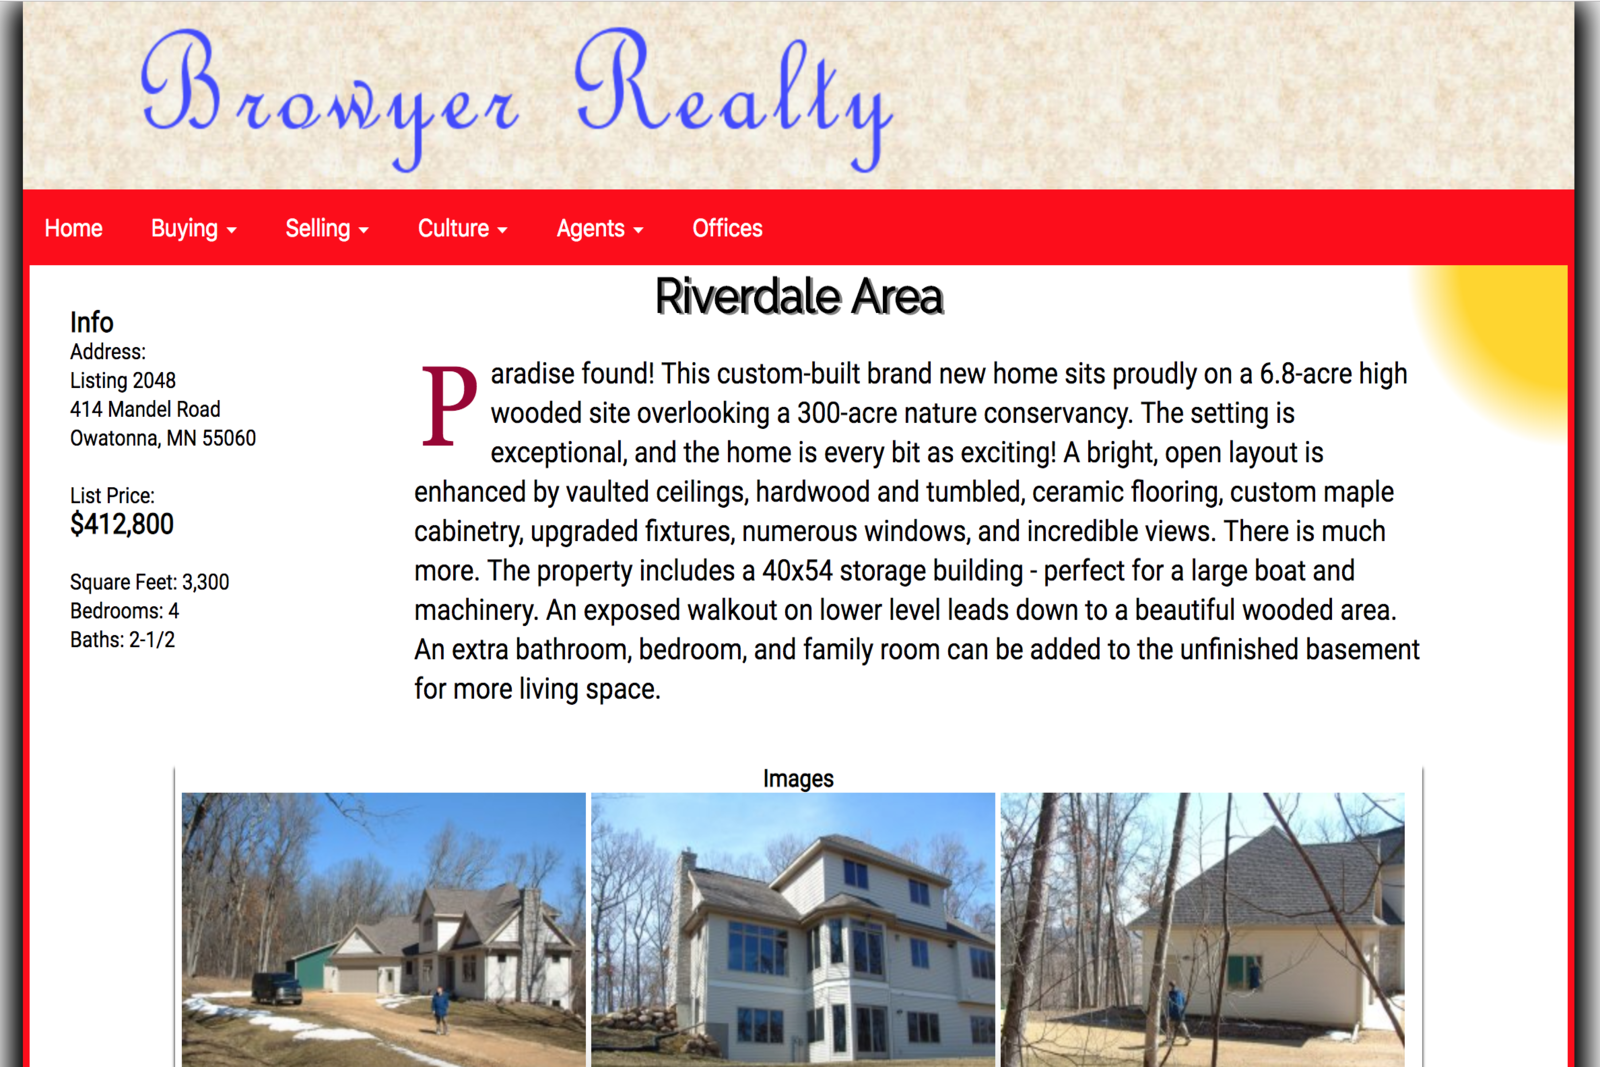 Browyer Realty
Home Buying Selling Culture Agents Offices
Riverdale Area
Info
Address:
Listing 2048
414 Mandel Road
Owatonna, MN 55060
List Price:
$412,800
Square Feet: 3,300
Bedrooms: 4
Baths: 2-1/2
Paradise found! This custom-built brand new home sits proudly on a 6.8-acre high
wooded site overlooking a 300-acre nature conservancy. The setting is
exceptional, and the home is every bit as exciting! A bright, open layout is
enhanced by vaulted ceilings, hardwood and tumbled, ceramic flooring, custom maple
cabinetry, upgraded fixtures, numerous windows, and incredible views. There is much
more. The property includes a 40x54 storage building - perfect for a large boat and
machinery. An exposed walkout on lower level leads down to a beautiful wooded area.
An extra bathroom, bedroom, and family room can be added to the unfinished basement
for more living space.
Images